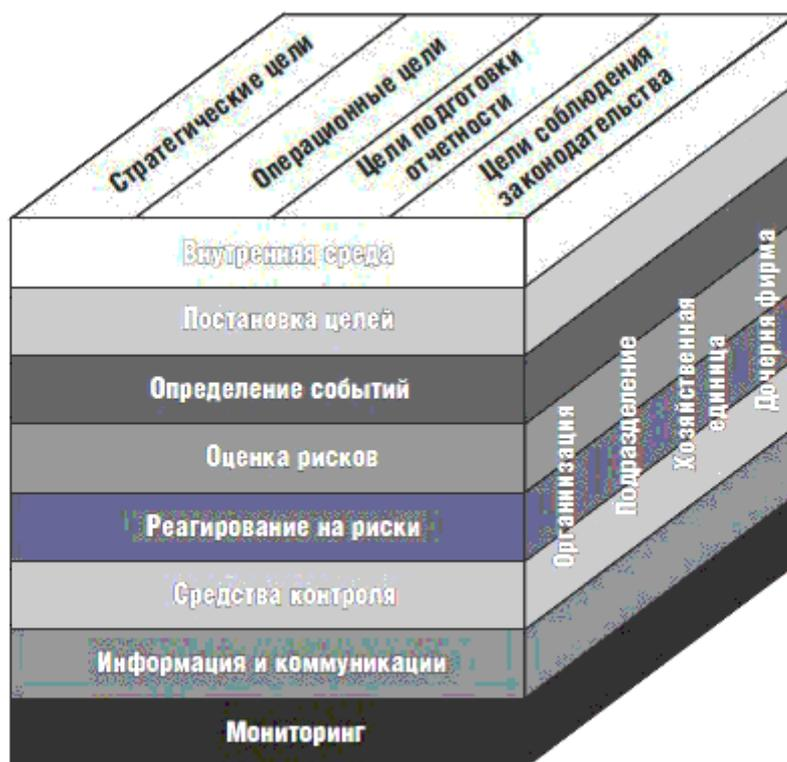 Стратегические цели
Операционные цели
Цели подготовки
отчетности
Цели соблюдения
законодательства
Внутренняя среда
Постановка целей
Определение событий
Оценка рисков
Реагирование на риски
Средства контроля
Информация и коммуникации
Мониторинг
Организация
Подразделение
Хозяйственная
единица
Дочерня фирма